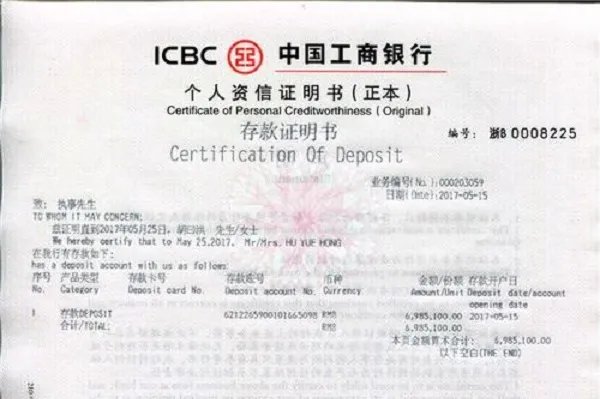 ICBC 中国工商银行
个人资信证明书(正本)
Certificate of Personal Creditworthiness (Original)
存款证明书
编号: 浙B 0008225
Certification Of Deposit
业务编号(No.):000203059
日期(Date):2017-05-15
致: 执事先生
TO WHOM IT MAY CONCERN:
兹证明直到2017年05月25日, 胡曰洪 先生/女士
We hereby certify that to May 25,2017, Mr/Mrs. HU YUE HONG
在我行有存款如下:
has a deposit account with us as follows:
序号 产品类型 存款卡号 存款账号 币种 金额/份额 存款开户日
No. Category Deposit card No. Deposit account No. Currency Amount/Unit Deposit date/account
opening date
1 存款DEPOSIT 6212265900101665098 RMB 6,985,100.00 2017-05-15
合计/TOTAL: RMB 6,985,100.00
本页金额算术合计: 6,985,100.00
以下空白(THE END)